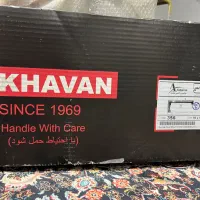 KHAVAN
SINCE 1969
Handle With Care
(با احتیاط حمل شود)